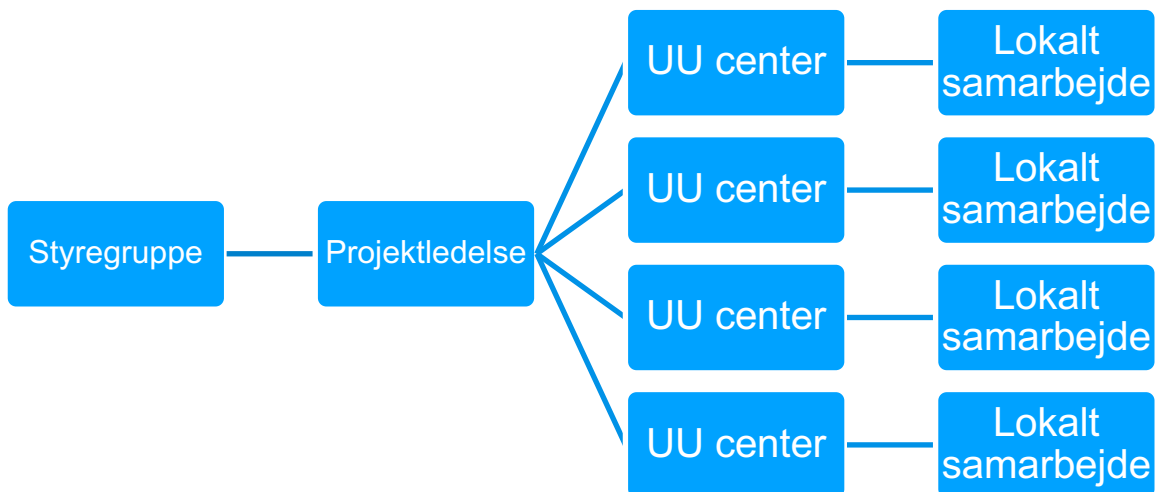 Styregruppe
Projektledelse
UU center
Lokalt
samarbejde
UU center
Lokalt
samarbejde
UU center
Lokalt
samarbejde
UU center
Lokalt
samarbejde